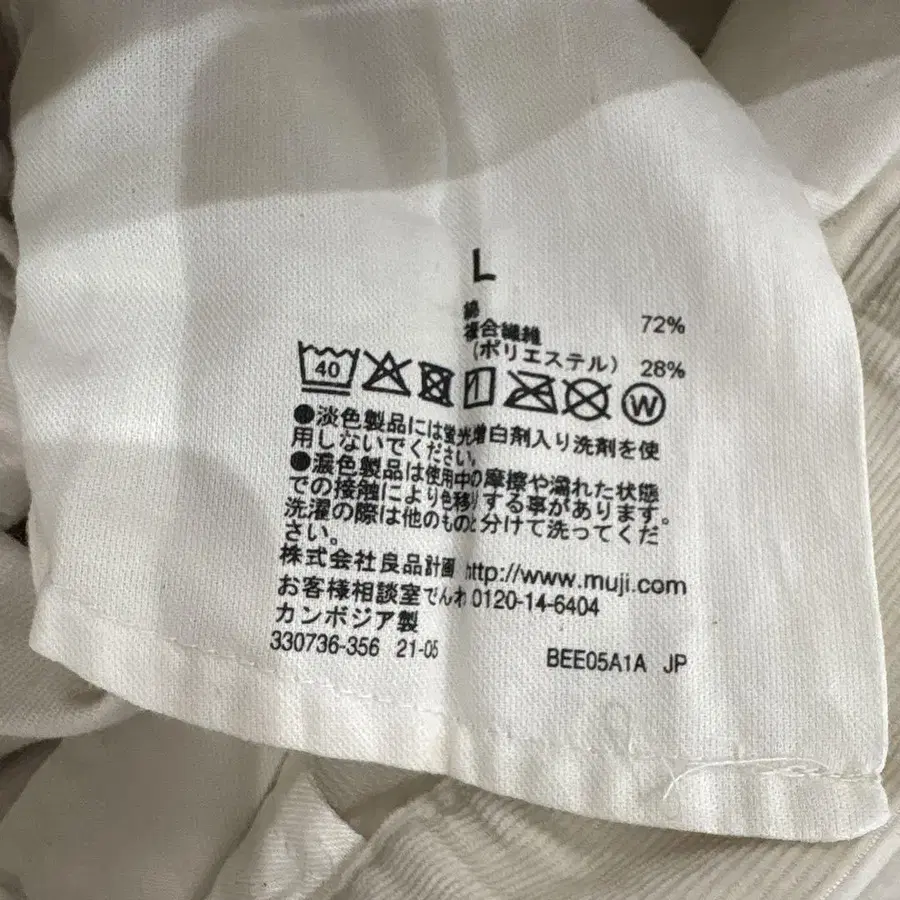 L
綿 72%
複合繊維
(ポリエステル) 28%
40 W
●淡色製品には蛍光増白剤入り洗剤を使
用しないでください。
●濃色製品は使用中の摩擦や濡れた状態
での接触により色移りする事があります。
洗濯の際は他のものと分けて洗ってくだ
さい。
株式会社良品計画 http://www.muji.com
お客様相談室でんわ 0120-14-6404
カンボジア製
330736-356 21-05 BEE05A1A JP